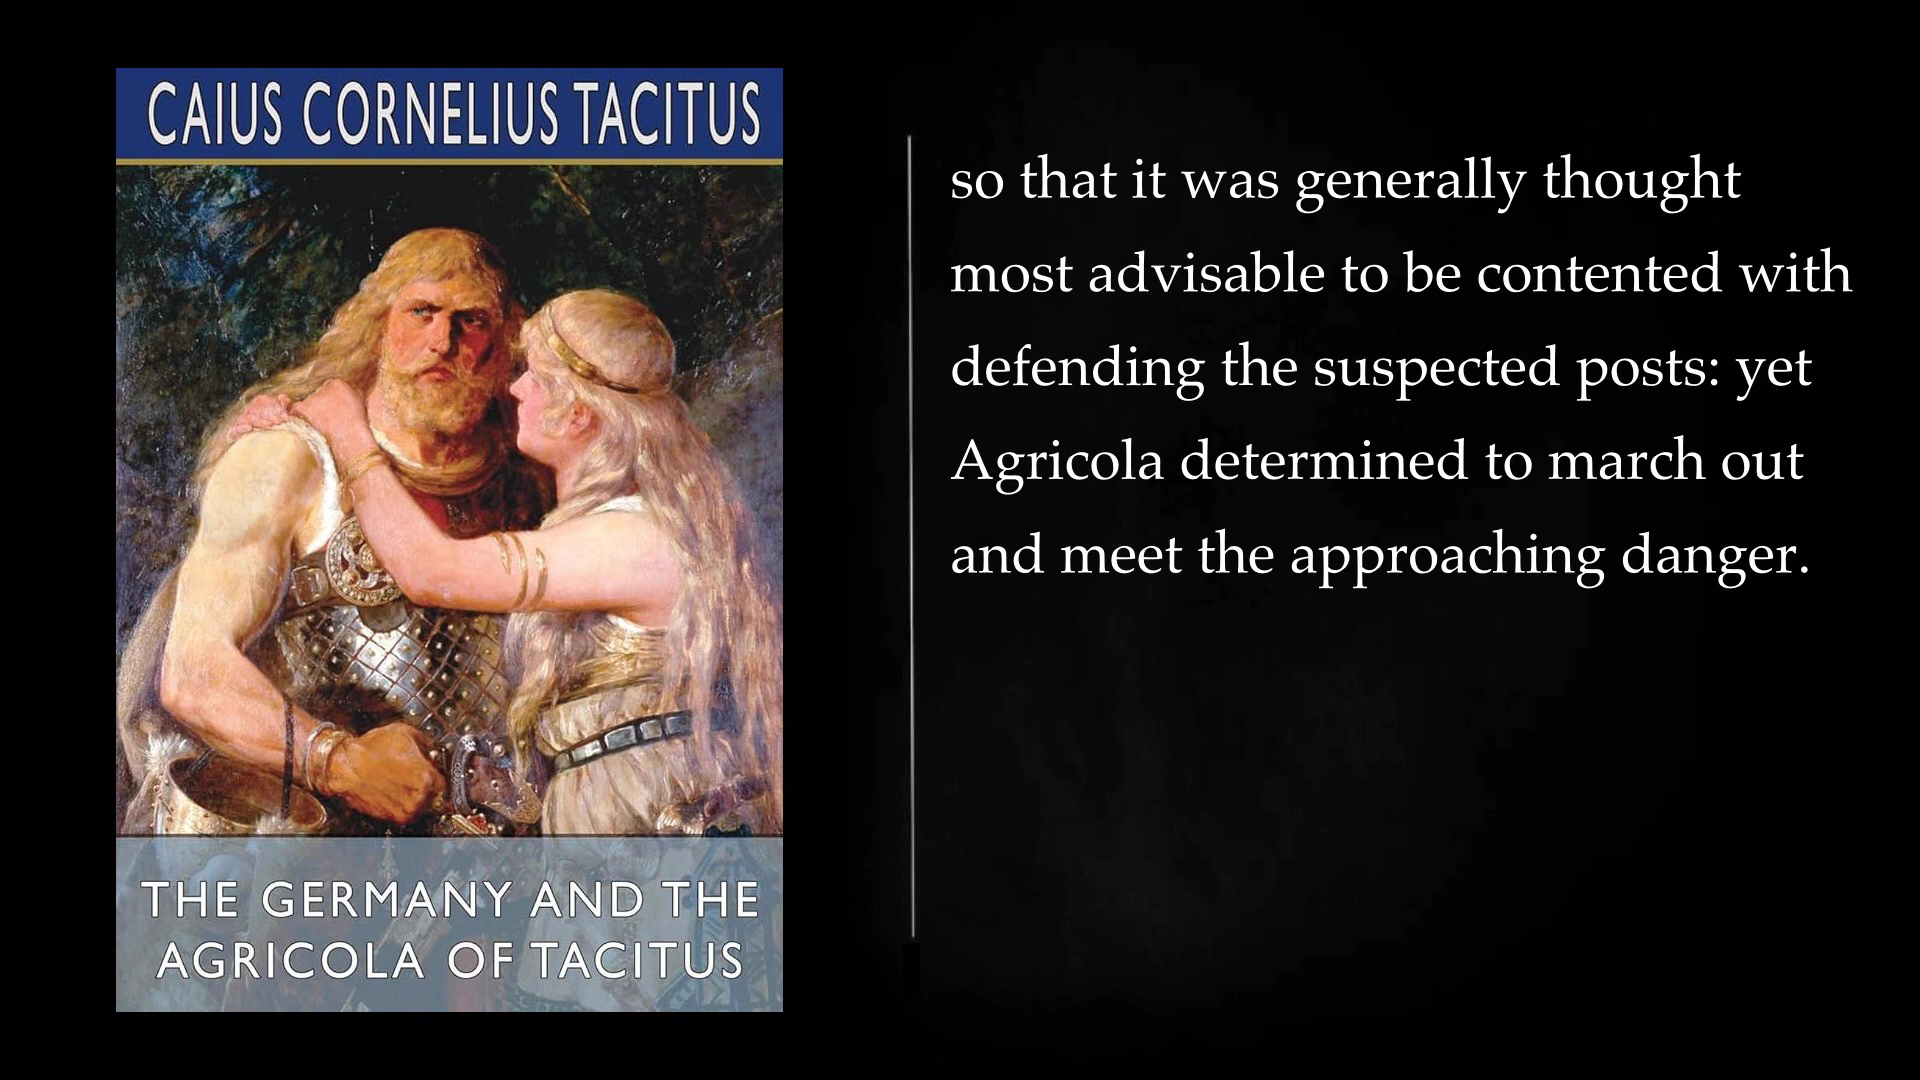 CAIUS CORNELIUS TACITUS
THE GERMANY AND THE
AGRICOLA OF TACITUS
so that it was generally thought
most advisable to be contented with
defending the suspected posts: yet
Agricola determined to march out
and meet the approaching danger.